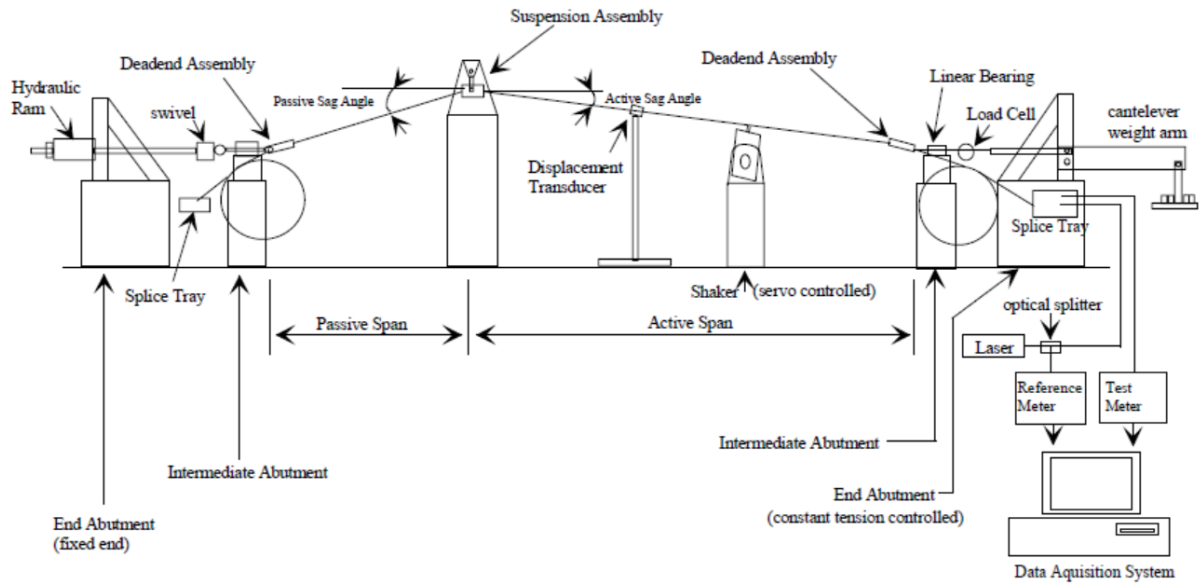 Suspension Assembly
Deadend Assembly
Deadend Assembly
Linear Bearing
Hydraulic
Ram
swivel
Passive Sag Angle
Active Sag Angle
Load Cell
cantelever
weight arm
Displacement
Transducer
Splice Tray
Splice Tray
Shaker (servo controlled)
optical splitter
Passive Span
Active Span
Laser
Reference
Meter
Test
Meter
Intermediate Abutment
Intermediate Abutment
End Abutment
(constant tension controlled)
End Abutment
(fixed end)
Data Aquisition System